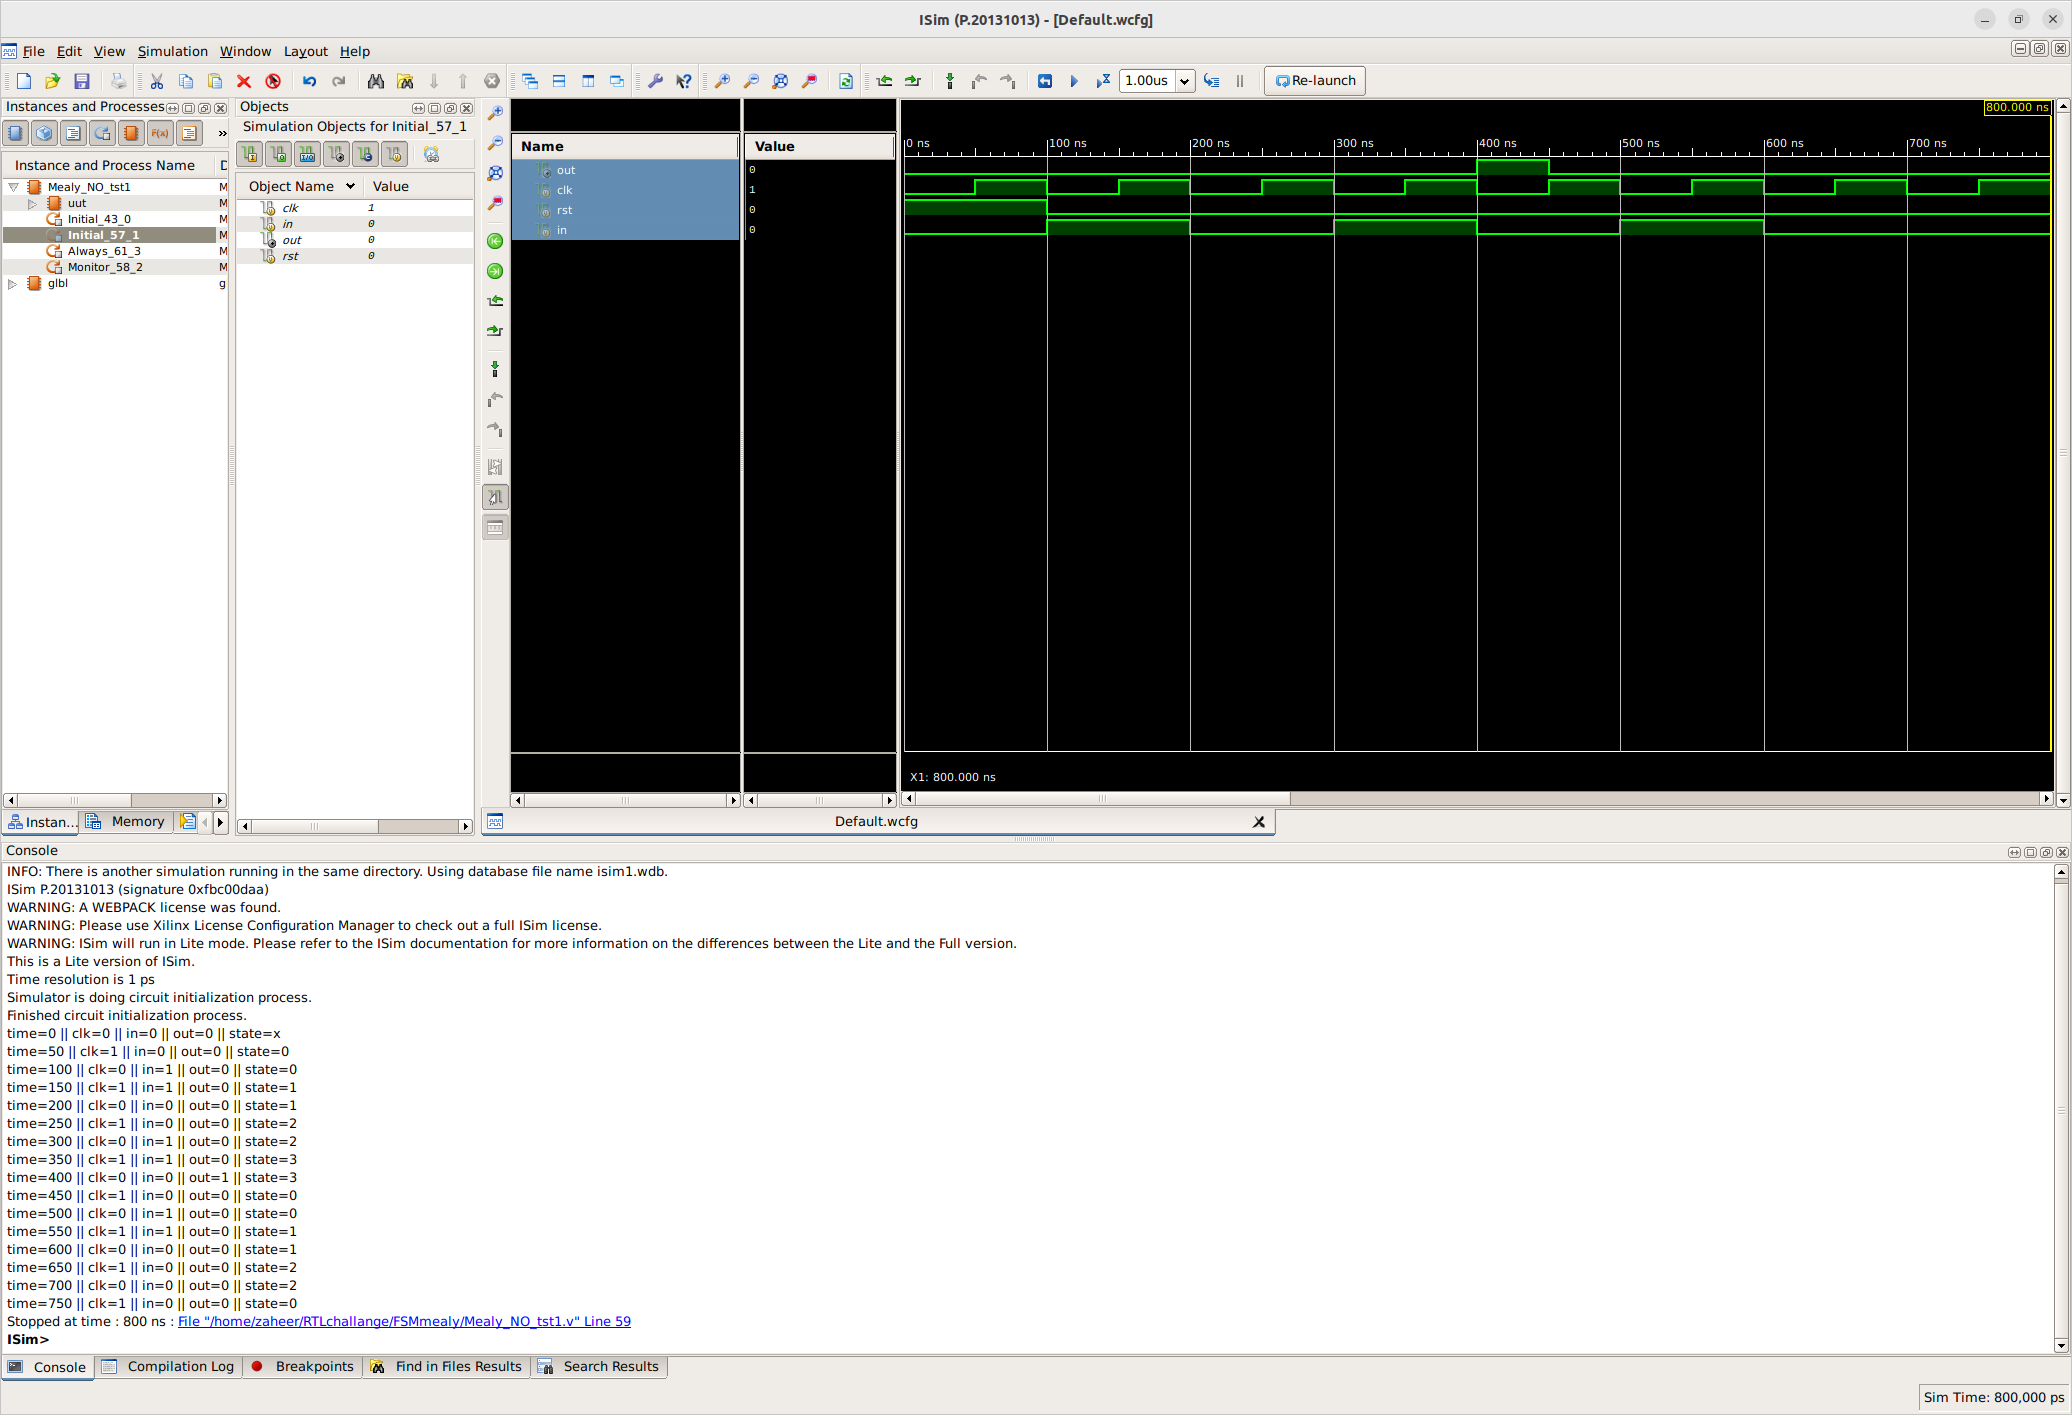 ISim (P.20131013) - [Default.wcfg]
File Edit View Simulation Window Layout Help
1.00us
Re-launch
Instances and Processes
Instance and Process Name D
Mealy_NO_tst1 M
uut M
Initial_43_0 M
Initial_57_1 M
Always_61_3 M
Monitor_58_2 M
glbl g
Instan...
Memory
Objects
Simulation Objects for Initial_57_1
Object Name Value
clk 1
in 0
out 0
rst 0
Name Value
out 0
clk 1
rst 0
in 0
800.000 ns
0 ns 100 ns 200 ns 300 ns 400 ns 500 ns 600 ns 700 ns
X1: 800.000 ns
Default.wcfg
Console
INFO: There is another simulation running in the same directory. Using database file name isim1.wdb.
ISim P.20131013 (signature 0xfbc00daa)
WARNING: A WEBPACK license was found.
WARNING: Please use Xilinx License Configuration Manager to check out a full ISim license.
WARNING: ISim will run in Lite mode. Please refer to the ISim documentation for more information on the differences between the Lite and the Full version.
This is a Lite version of ISim.
Time resolution is 1 ps
Simulator is doing circuit initialization process.
Finished circuit initialization process.
time=0 || clk=0 || in=0 || out=0 || state=x
time=50 || clk=1 || in=0 || out=0 || state=0
time=100 || clk=0 || in=1 || out=0 || state=0
time=150 || clk=1 || in=1 || out=0 || state=1
time=200 || clk=0 || in=0 || out=0 || state=1
time=250 || clk=1 || in=0 || out=0 || state=2
time=300 || clk=0 || in=1 || out=0 || state=2
time=350 || clk=1 || in=1 || out=0 || state=3
time=400 || clk=0 || in=0 || out=1 || state=3
time=450 || clk=1 || in=0 || out=0 || state=0
time=500 || clk=0 || in=1 || out=0 || state=0
time=550 || clk=1 || in=1 || out=0 || state=1
time=600 || clk=0 || in=0 || out=0 || state=1
time=650 || clk=1 || in=0 || out=0 || state=2
time=700 || clk=0 || in=0 || out=0 || state=2
time=750 || clk=1 || in=0 || out=0 || state=0
Stopped at time : 800 ns : File "/home/zaheer/RTLchallange/FSMmealy/Mealy_NO_tst1.v" Line 59
ISim>
Console Compilation Log Breakpoints Find in Files Results Search Results
Sim Time: 800,000 ps